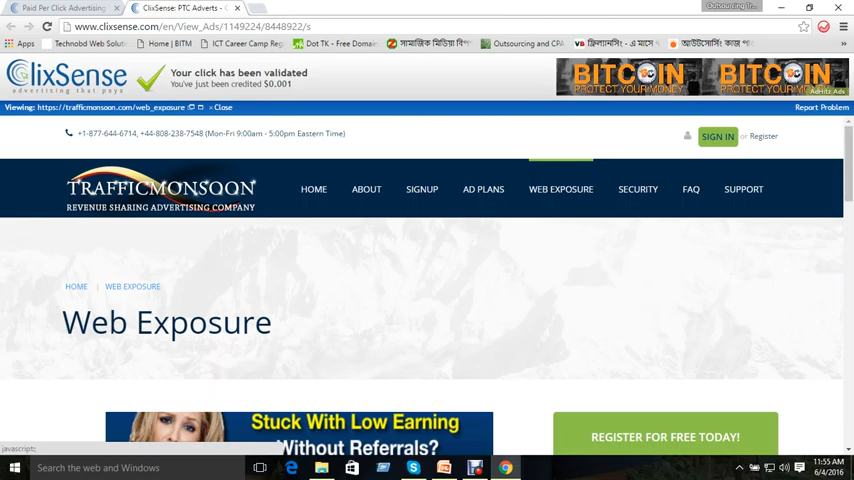 Paid Per Click Advertising
ClixSense: PTC Adverts - C
Outsourcing Tr...
www.clixsense.com/en/View_Ads/1149224/8448922/s
Apps
Technobd Web Soluti
Home | BITM
ICT Career Camp Reg
Dot TK - Free Domai
সামাজিক মিডিয়া বিপ
Outsourcing and CPA
ফ্রিল্যান্সিং - এ মাসে
আউটসোর্সিং কাজ পা
ClixSense
advertising that pays
Your click has been validated
You've just been credited $0.001
BITCOIN
PROTECT YOUR MONEY
BITCOIN
PROTECT YOUR MONEY
AdHitz Ads
Viewing: https://trafficmonsoon.com/web_exposure
Close
Report Problem
+1-877-644-6714, +44-808-238-7548 (Mon-Fri 9:00am - 5:00pm Eastern Time)
SIGN IN or Register
TRAFFICMONSOON
REVENUE SHARING ADVERTISING COMPANY
HOME ABOUT SIGNUP AD PLANS WEB EXPOSURE SECURITY FAQ SUPPORT
HOME | WEB EXPOSURE
Web Exposure
Stuck With Low Earning
Without Referrals?
REGISTER FOR FREE TODAY!
javascript:;
Search the web and Windows
11:55 AM
6/4/2016